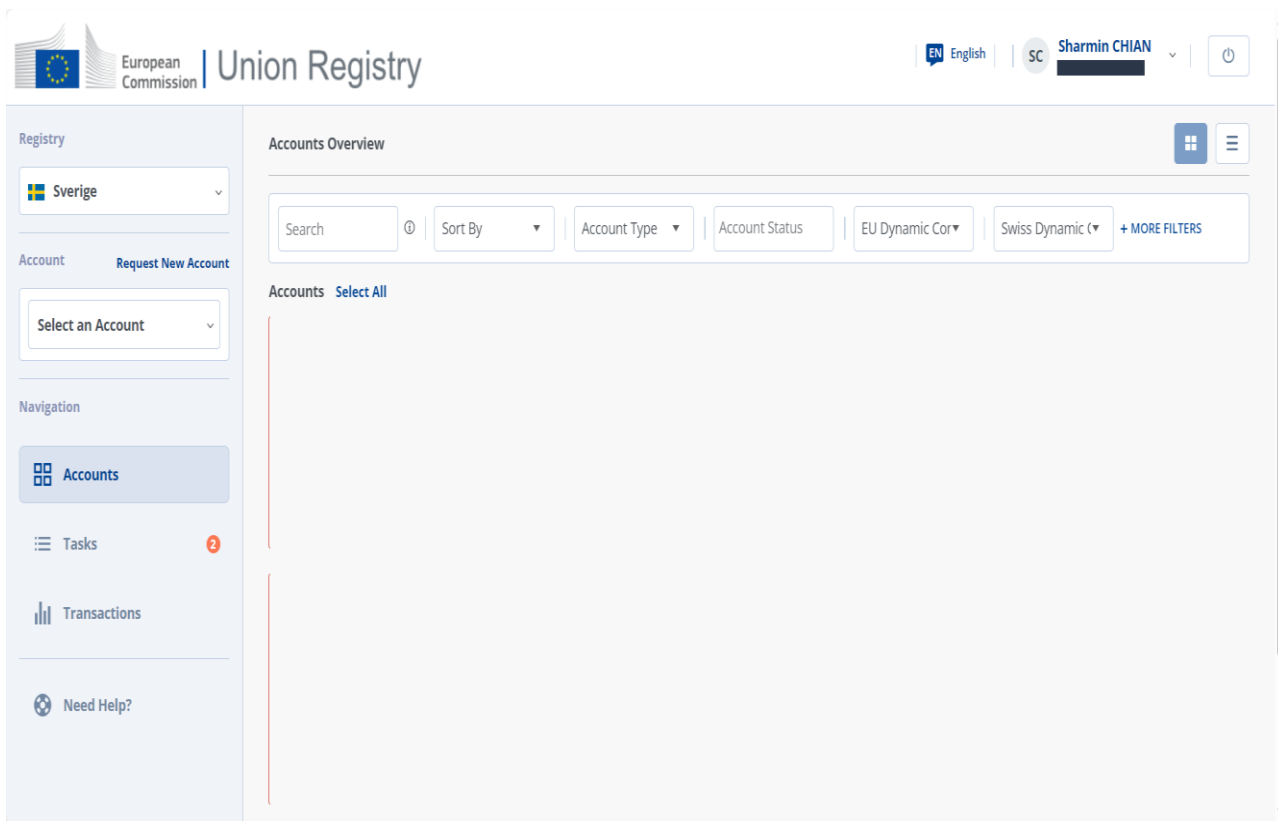 European
Commission
Union Registry
EN English
SC Sharmin CHIAN
Registry
Sverige
Account Request New Account
Select an Account
Navigation
Accounts
Tasks 2
Transactions
Need Help?
Accounts Overview
Search Sort By Account Type Account Status EU Dynamic Cor Swiss Dynamic ( + MORE FILTERS
Accounts Select All